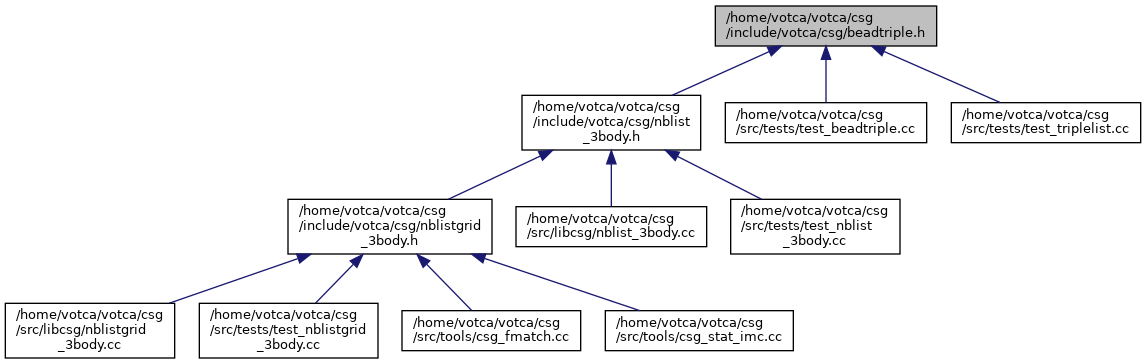 /home/votca/votca/csg
/include/votca/csg/beadtriple.h
/home/votca/votca/csg
/include/votca/csg/nblist
_3body.h
/home/votca/votca/csg
/src/tests/test_beadtriple.cc
/home/votca/votca/csg
/src/tests/test_triplelist.cc
/home/votca/votca/csg
/include/votca/csg/nblistgrid
_3body.h
/home/votca/votca/csg
/src/libcsg/nblist_3body.cc
/home/votca/votca/csg
/src/tests/test_nblist
_3body.cc
/home/votca/votca/csg
/src/libcsg/nblistgrid
_3body.cc
/home/votca/votca/csg
/src/tests/test_nblistgrid
_3body.cc
/home/votca/votca/csg
/src/tools/csg_fmatch.cc
/home/votca/votca/csg
/src/tools/csg_stat_imc.cc